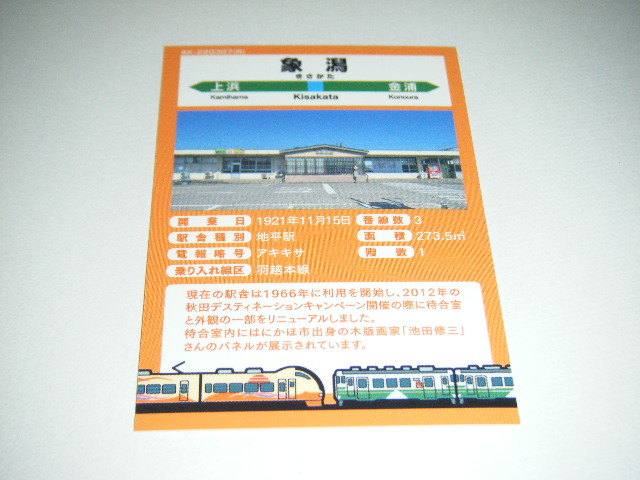 象潟
きさかた
上浜 金浦
Kamihama Kisakata Konoura
開業日 1921年11月15日 番線数 3
駅舎種別 地平駅 面積 273.5㎡
電報略号 アキキサ 階数 1
乗り入れ線区 羽越本線
現在の駅舎は1966年に利用を開始し、2012年の
秋田デスティネーションキャンペーン開催の際に待合室
と外観の一部をリニューアルしました。
待合室内にはにかほ市出身の木版画家「池田修三」
さんのパネルが展示されています。